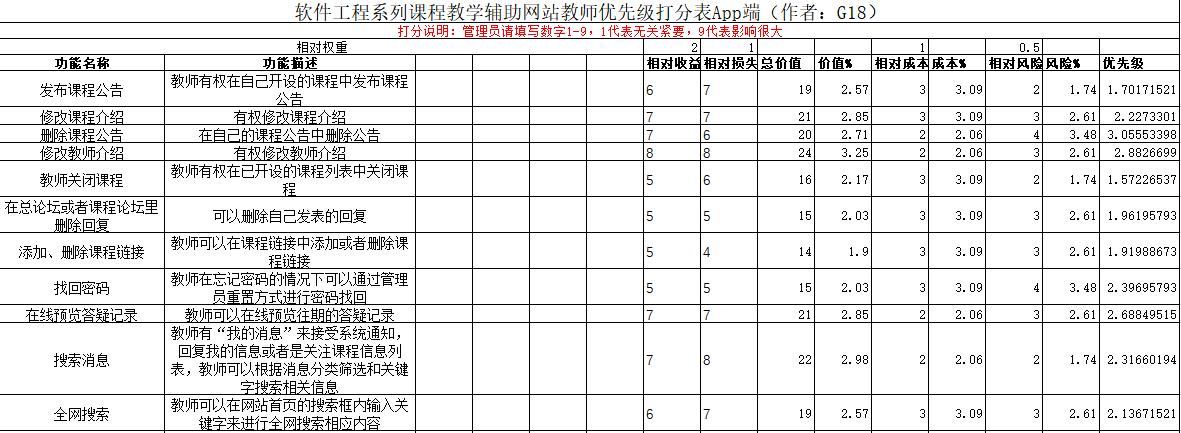 软件工程系列课程教学辅助网站教师优先级打分表App端（作者：G18）
打分说明：管理员请填写数字1-9，1代表无关紧要，9代表影响很大
相对权重 2 1 1 0.5
功能名称 功能描述 相对收益 相对损失 总价值 价值% 相对成本 成本% 相对风险 风险% 优先级
发布课程公告 教师有权在自己开设的课程中发布课程
公告 6 7 19 2.57 3 3.09 2 1.74 1.70171521
修改课程介绍 有权修改课程介绍 7 7 21 2.85 3 3.09 3 2.61 2.2273301
删除课程公告 在自己的课程公告中删除公告 7 6 20 2.71 2 2.06 4 3.48 3.05553398
修改教师介绍 有权修改教师介绍 8 8 24 3.25 2 2.06 3 2.61 2.8826699
教师关闭课程 教师有权在已开设的课程列表中关闭课
程 5 6 16 2.17 3 3.09 2 1.74 1.57226537
在总论坛或者课程论坛里
删除回复 可以删除自己发表的回复 5 5 15 2.03 3 3.09 3 2.61 1.96195793
添加、删除课程链接 教师可以在课程链接中添加或者删除课
程链接 5 4 14 1.9 3 3.09 3 2.61 1.91988673
找回密码 教师在忘记密码的情况下可以通过管理
员重置方式进行密码找回 5 5 15 2.03 3 3.09 4 3.48 2.39695793
在线预览答疑记录 教师可以在线预览往期的答疑记录 7 7 21 2.85 2 2.06 3 2.61 2.68849515
搜索消息 教师有“我的消息”来接受系统通知，
回复我的信息或者是关注课程信息列
表，教师可以根据消息分类筛选和关键
字搜索相关信息 7 8 22 2.98 2 2.06 2 1.74 2.31660194
全网搜索 教师可以在网站首页的搜索框内输入关
键字来进行全网搜索相应内容 6 7 19 2.57 3 3.09 3 2.61 2.13671521